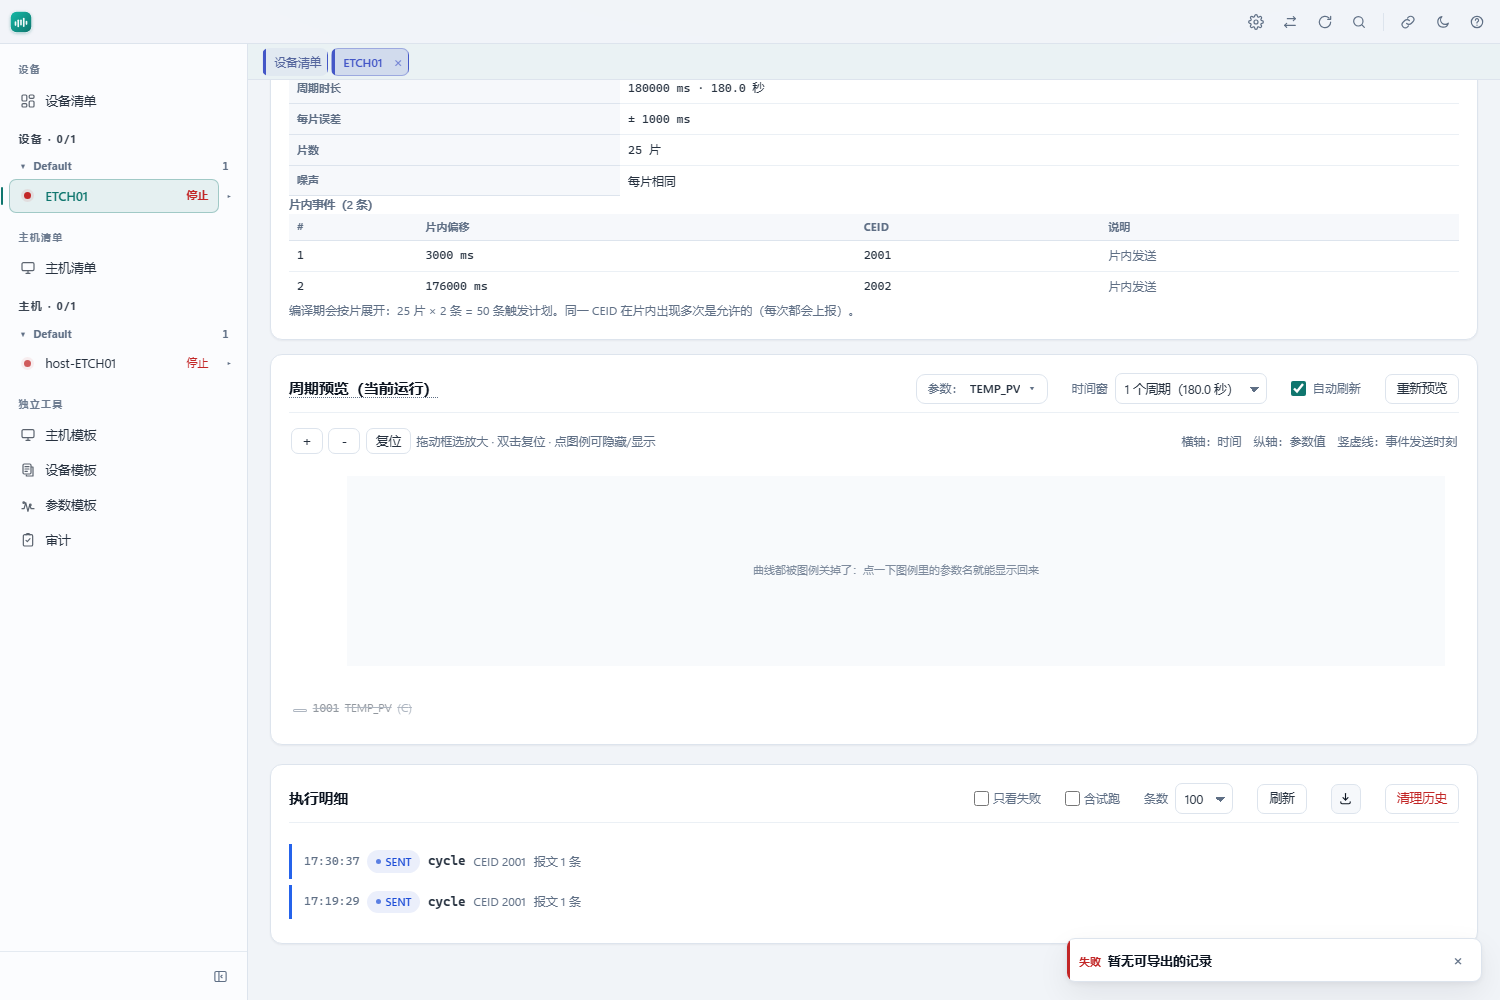 设备
设备清单
设备 · 0/1
▾ Default 1
ETCH01 停止
主机清单
主机清单
主机 · 0/1
▾ Default 1
host-ETCH01 停止
独立工具
主机模板
设备模板
参数模板
审计
设备清单 ETCH01 ×
周期时长 180000 ms · 180.0 秒
每片误差 ± 1000 ms
片数 25 片
噪声 每片相同
片内事件（2 条）
# 片内偏移 CEID 说明
1 3000 ms 2001 片内发送
2 176000 ms 2002 片内发送
编译期会按片展开：25 片 × 2 条 = 50 条触发计划。同一 CEID 在片内出现多次是允许的（每次都会上报）。
周期预览（当前运行） 参数： TEMP_PV 时间窗 1 个周期（180.0 秒） 自动刷新 重新预览
+ - 复位 拖动框选放大 · 双击复位 · 点图例可隐藏/显示 横轴：时间 纵轴：参数值 竖虚线：事件发送时刻
曲线都被图例关掉了：点一下图例里的参数名就能显示回来
1001 TEMP_PV (C)
执行明细 只看失败 含试跑 条数 100 刷新 清理历史
17:30:37 SENT cycle CEID 2001 报文 1 条
17:19:29 SENT cycle CEID 2001 报文 1 条
失败 暂无可导出的记录 ×